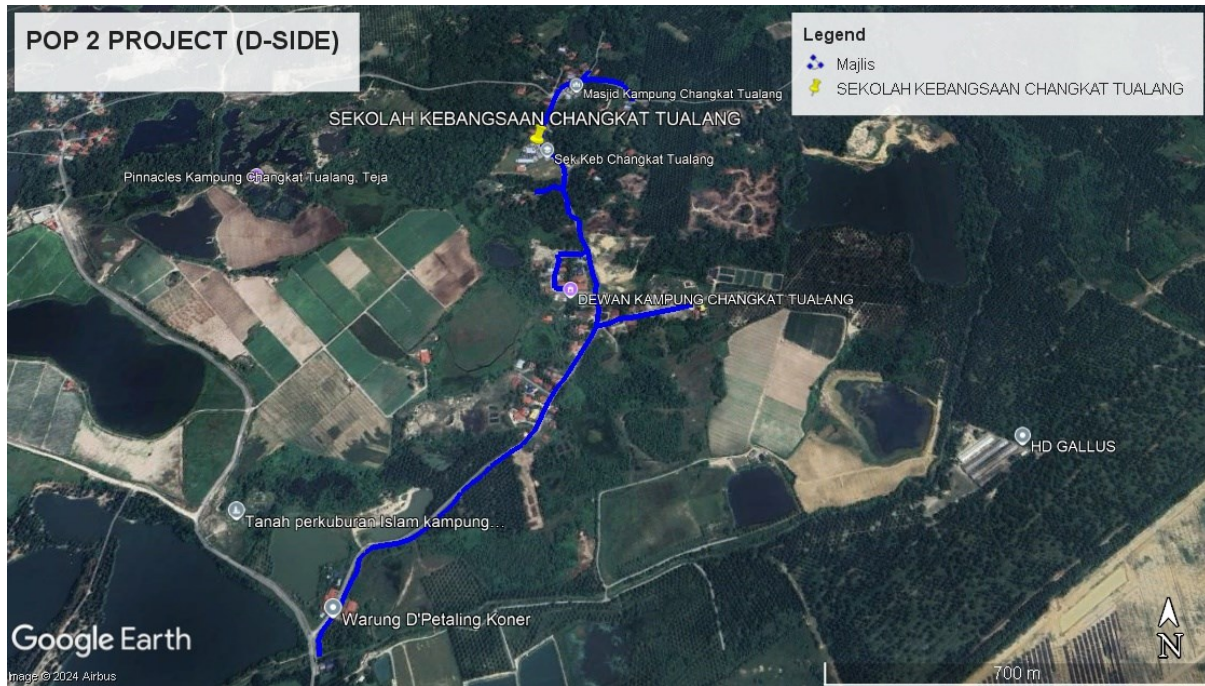 POP 2 PROJECT (D-SIDE)
Legend
Majlis
SEKOLAH KEBANGSAAN CHANGKAT TUALANG
Masjid Kampung Changkat Tualang
SEKOLAH KEBANGSAAN CHANGKAT TUALANG
Sek Keb Changkat Tualang
Pinnacles Kampung Changkat Tualang, Teja
DEWAN KAMPUNG CHANGKAT TUALANG
HD GALLUS
Tanah perkuburan Islam kampung...
Warung D'Petaling Koner
Google Earth
Image © 2024 Airbus
700 m
N